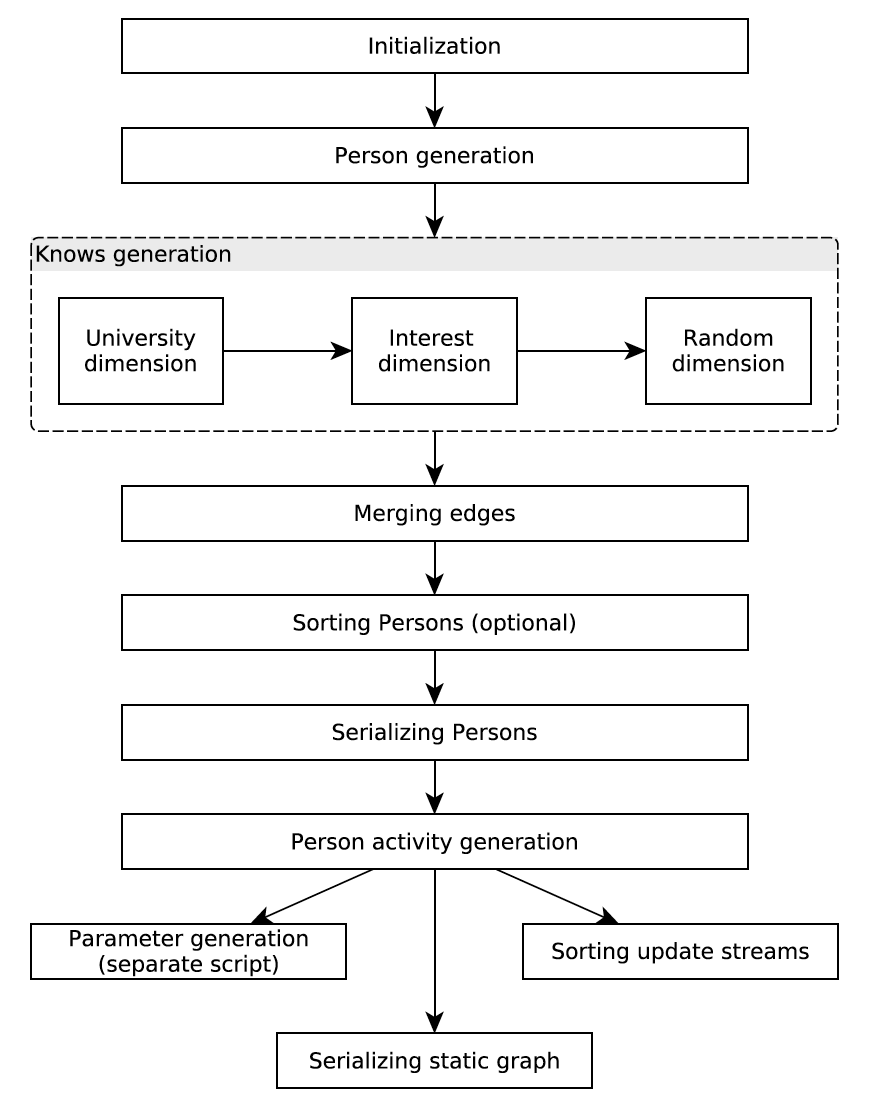 Initialization
Person generation
Knows generation
University
dimension
Interest
dimension
Random
dimension
Merging edges
Sorting Persons (optional)
Serializing Persons
Person activity generation
Parameter generation
(separate script)
Sorting update streams
Serializing static graph